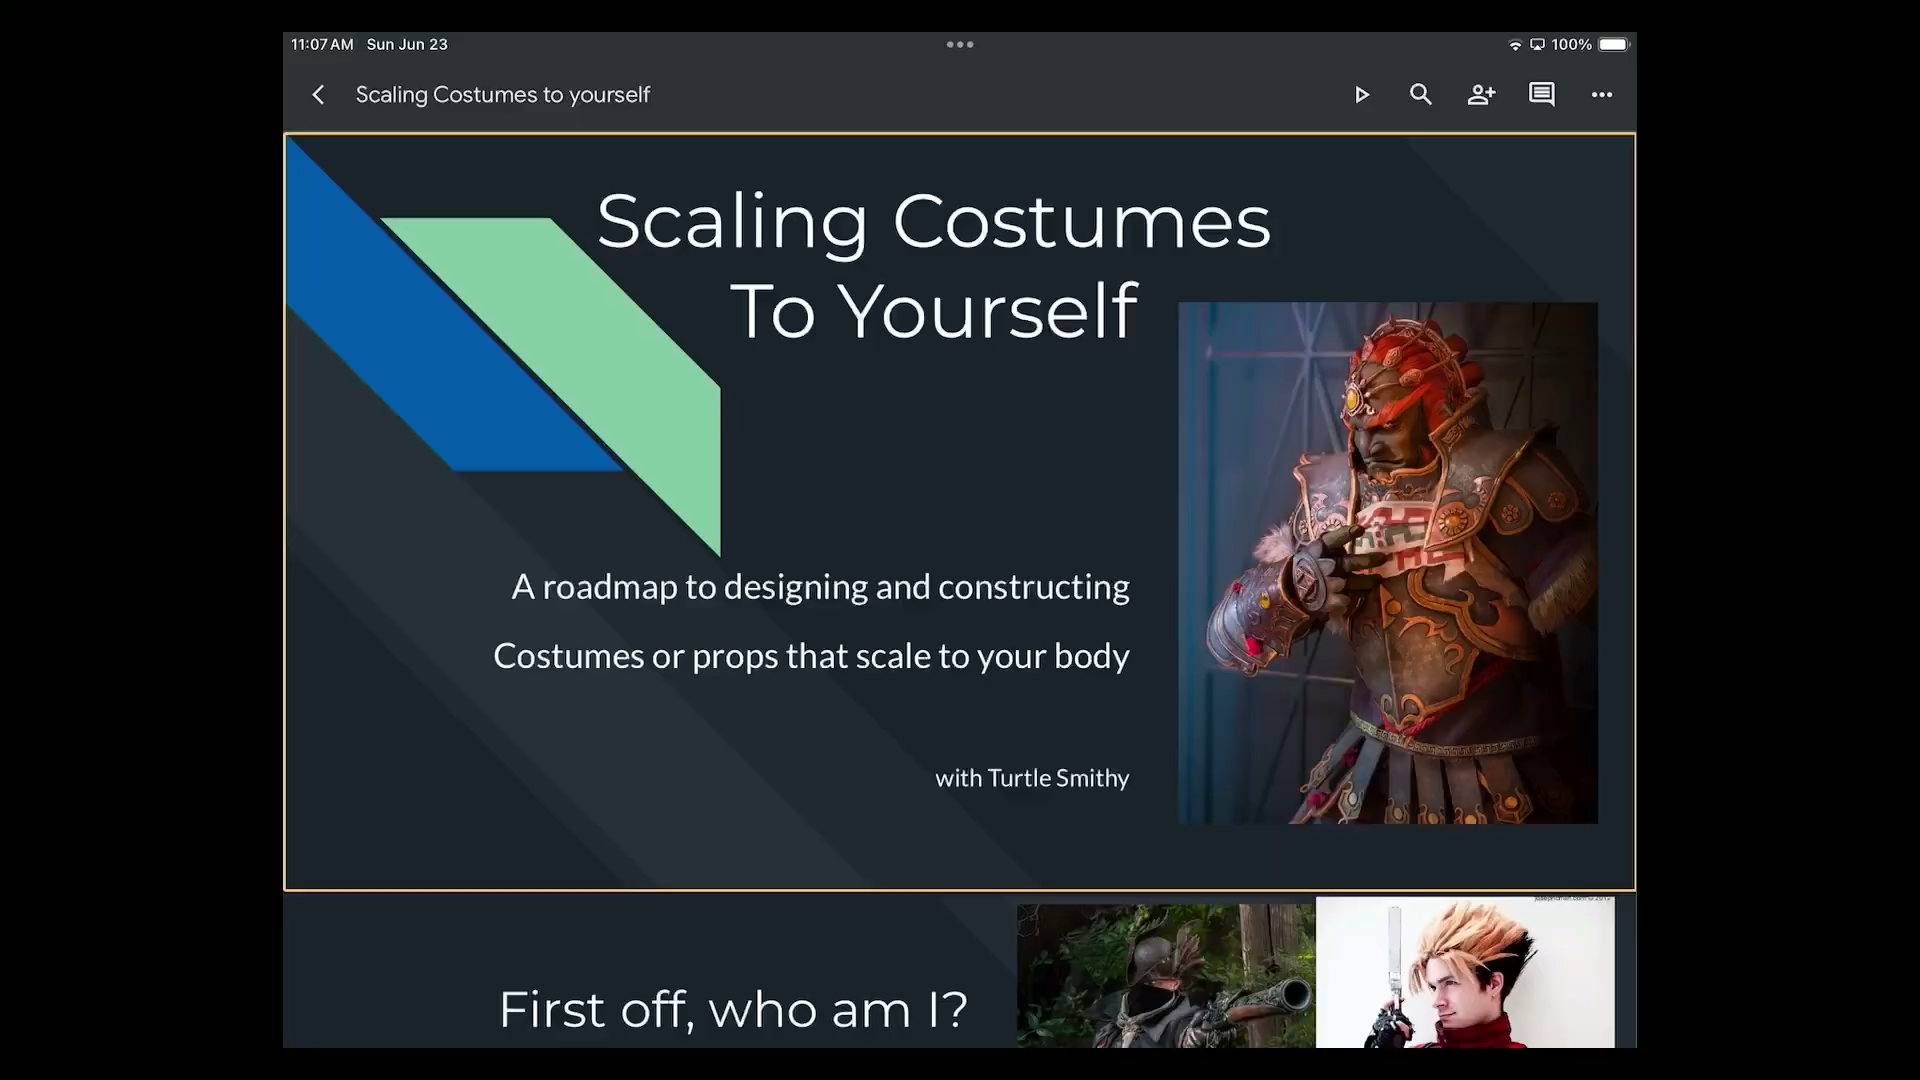 11:07 AM Sun Jun 23
100%
Scaling Costumes to yourself
Scaling Costumes
To Yourself
A roadmap to designing and constructing
Costumes or props that scale to your body
with Turtle Smithy
First off, who am I?